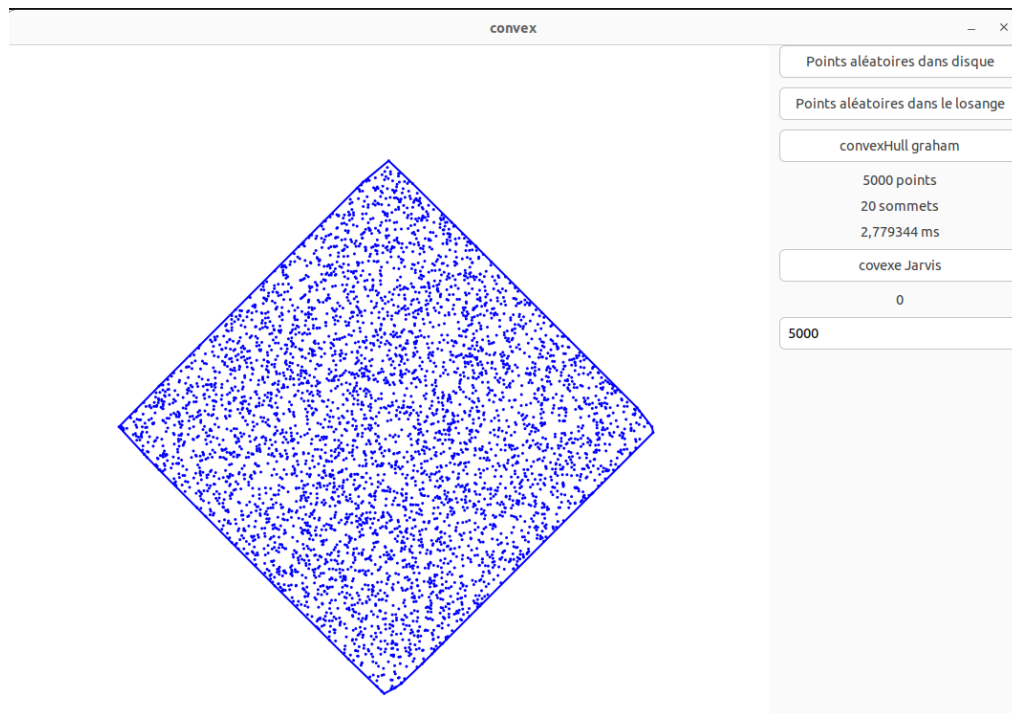 convex
Points aléatoires dans disque
Points aléatoires dans le losange
convexHull graham
5000 points
20 sommets
2,779344 ms
covexe Jarvis
0
5000